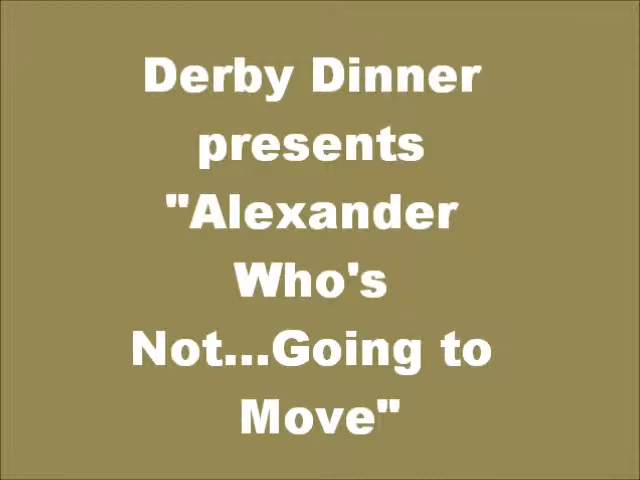 Derby Dinner
presents
"Alexander
Who's
Not...Going to
Move"